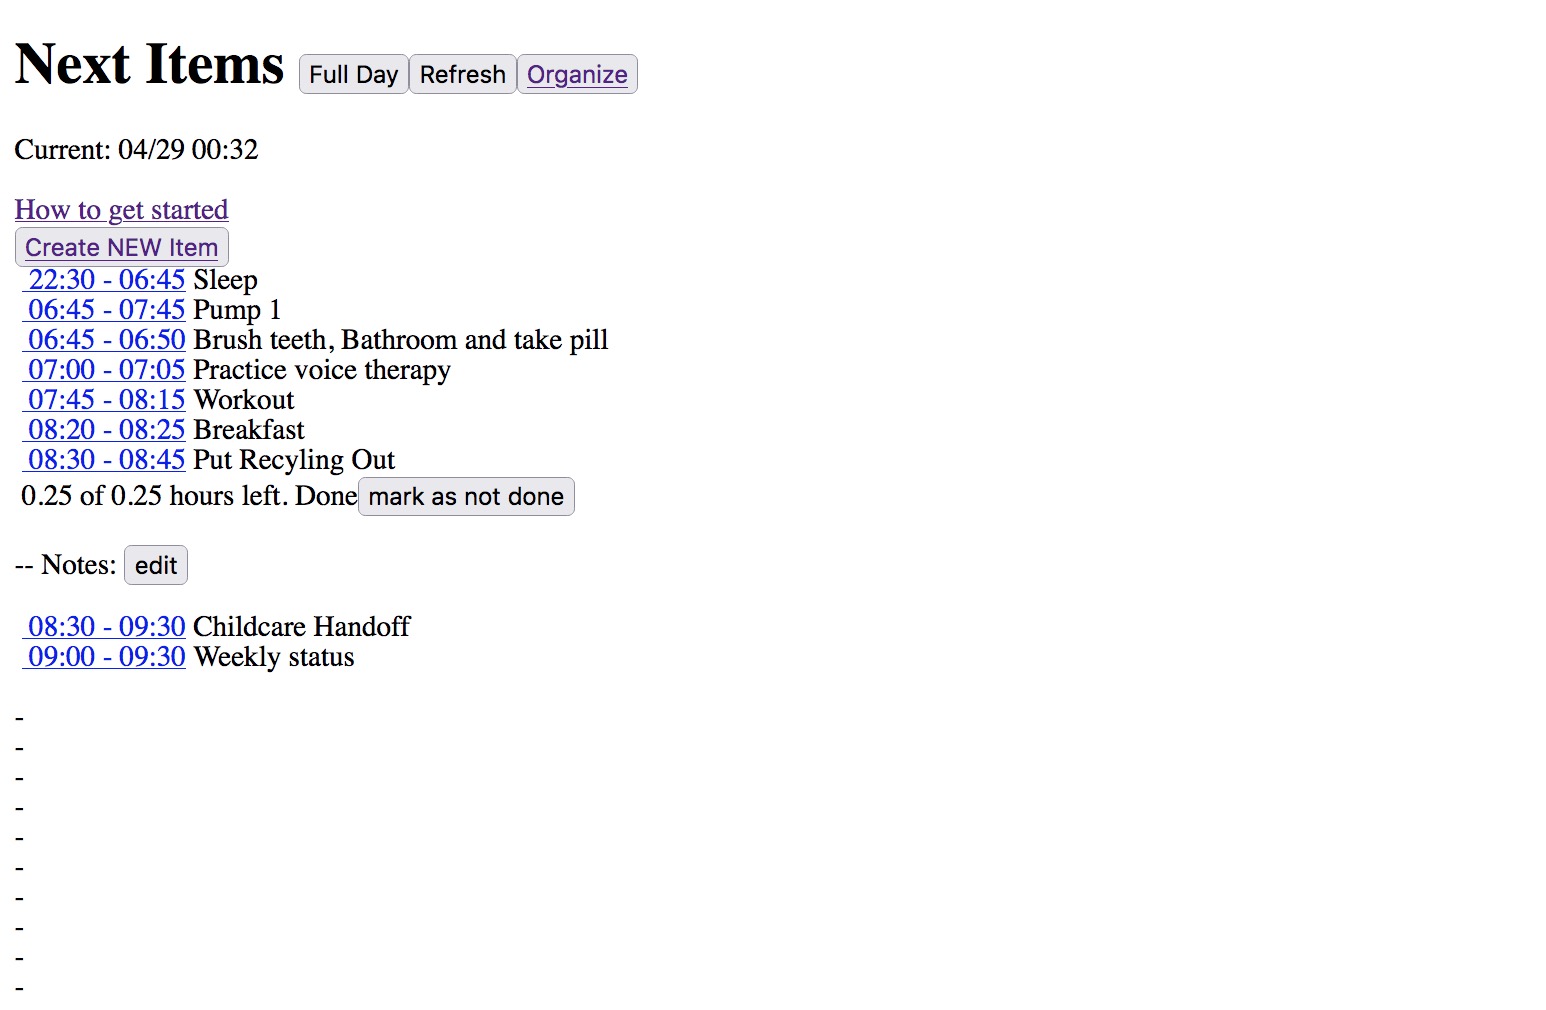 Next Items Full Day Refresh Organize
Current: 04/29 00:32
How to get started
Create NEW Item
22:30 - 06:45 Sleep
06:45 - 07:45 Pump 1
06:45 - 06:50 Brush teeth, Bathroom and take pill
07:00 - 07:05 Practice voice therapy
07:45 - 08:15 Workout
08:20 - 08:25 Breakfast
08:30 - 08:45 Put Recyling Out
0.25 of 0.25 hours left. Done mark as not done
-- Notes: edit
08:30 - 09:30 Childcare Handoff
09:00 - 09:30 Weekly status
-
-
-
-
-
-
-
-
-
-